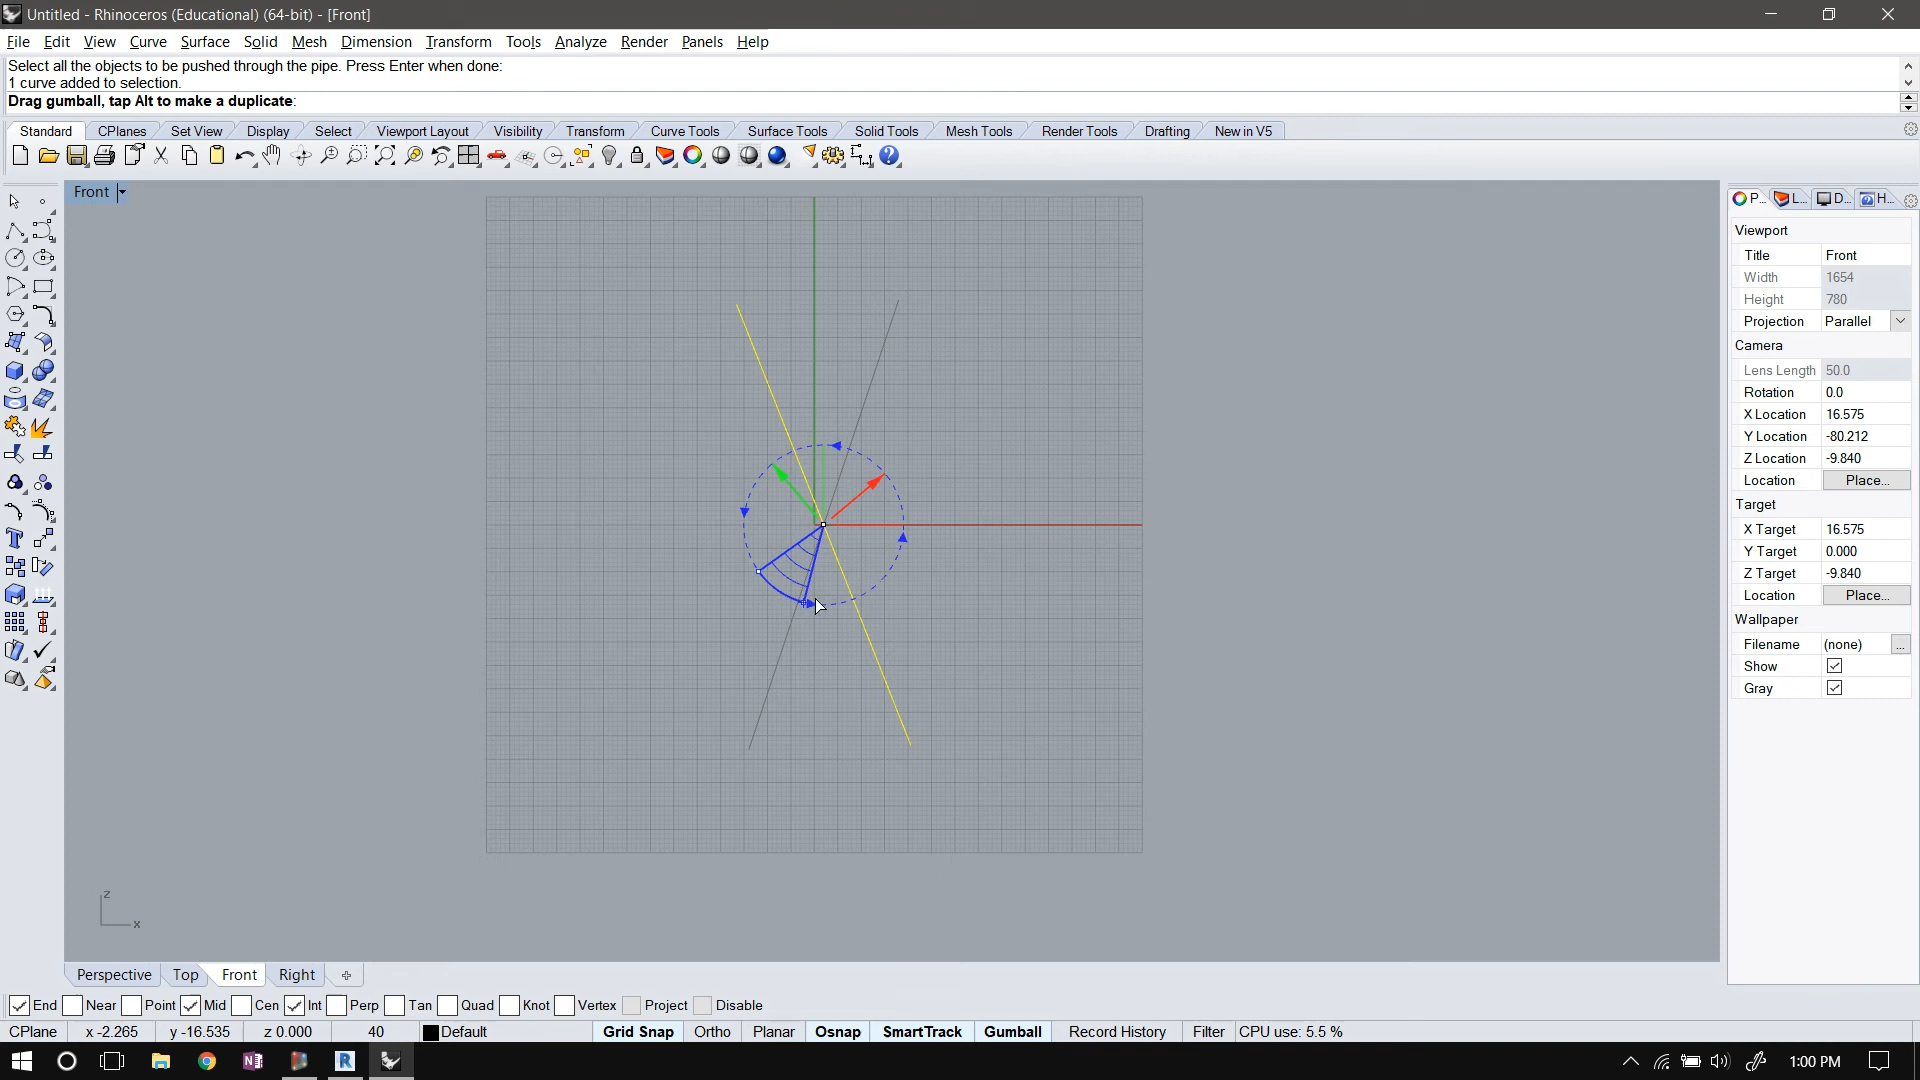 Untitled - Rhinoceros (Educational) (64-bit) - [Front]
File Edit View Curve Surface Solid Mesh Dimension Transform Tools Analyze Render Panels Help
Select all the objects to be pushed through the pipe. Press Enter when done:
1 curve added to selection.
Drag gumball, tap Alt to make a duplicate:
Standard CPlanes Set View Display Select Viewport Layout Visibility Transform Curve Tools Surface Tools Solid Tools Mesh Tools Render Tools Drafting New in V5
Front
P... L... D... H...
Viewport
Title Front
Width 1654
Height 780
Projection Parallel
Camera
Lens Length 50.0
Rotation 0.0
X Location 16.575
Y Location -80.212
Z Location -9.840
Location Place...
Target
X Target 16.575
Y Target 0.000
Z Target -9.840
Location Place...
Wallpaper
Filename (none) ...
Show
Gray
z
x
Perspective Top Front Right
End Near Point Mid Cen Int Perp Tan Quad Knot Vertex Project Disable
CPlane x -2.265 y -16.535 z 0.000 40 Default Grid Snap Ortho Planar Osnap SmartTrack Gumball Record History Filter CPU use: 5.5 %
1:00 PM